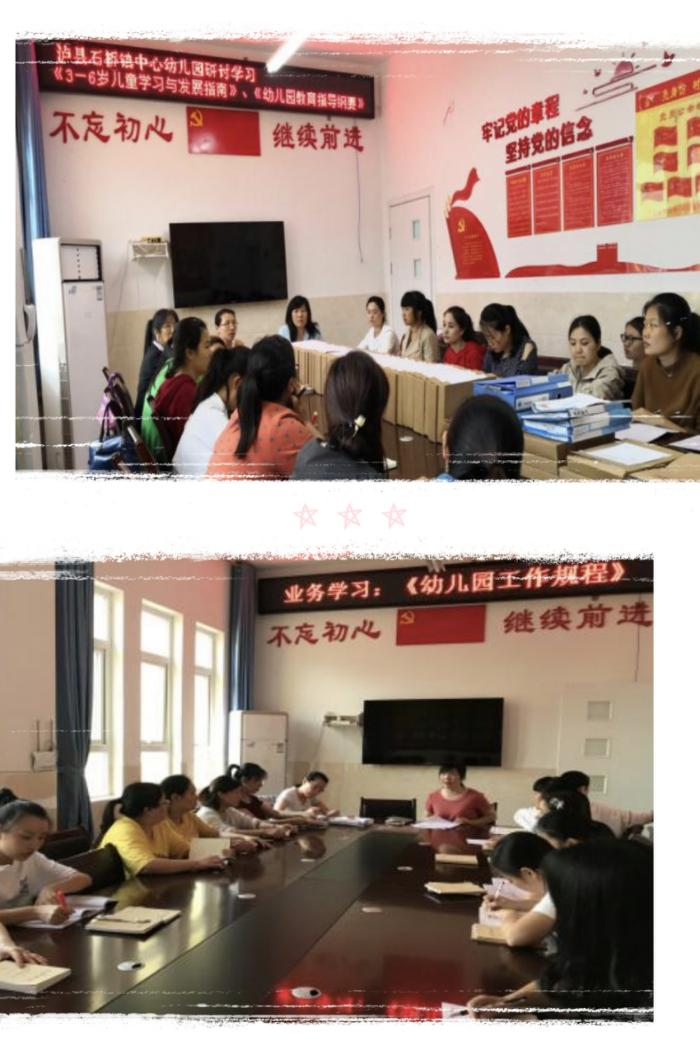 泗县石桥镇中心幼儿园研讨学习
《3-6岁儿童学习与发展指南》、《幼儿园教育指导纲要》
不忘初心
继续前进
牢记党的章程
坚持党的信念
业务学习：《幼儿园工作规程》
不忘初心
继续前进